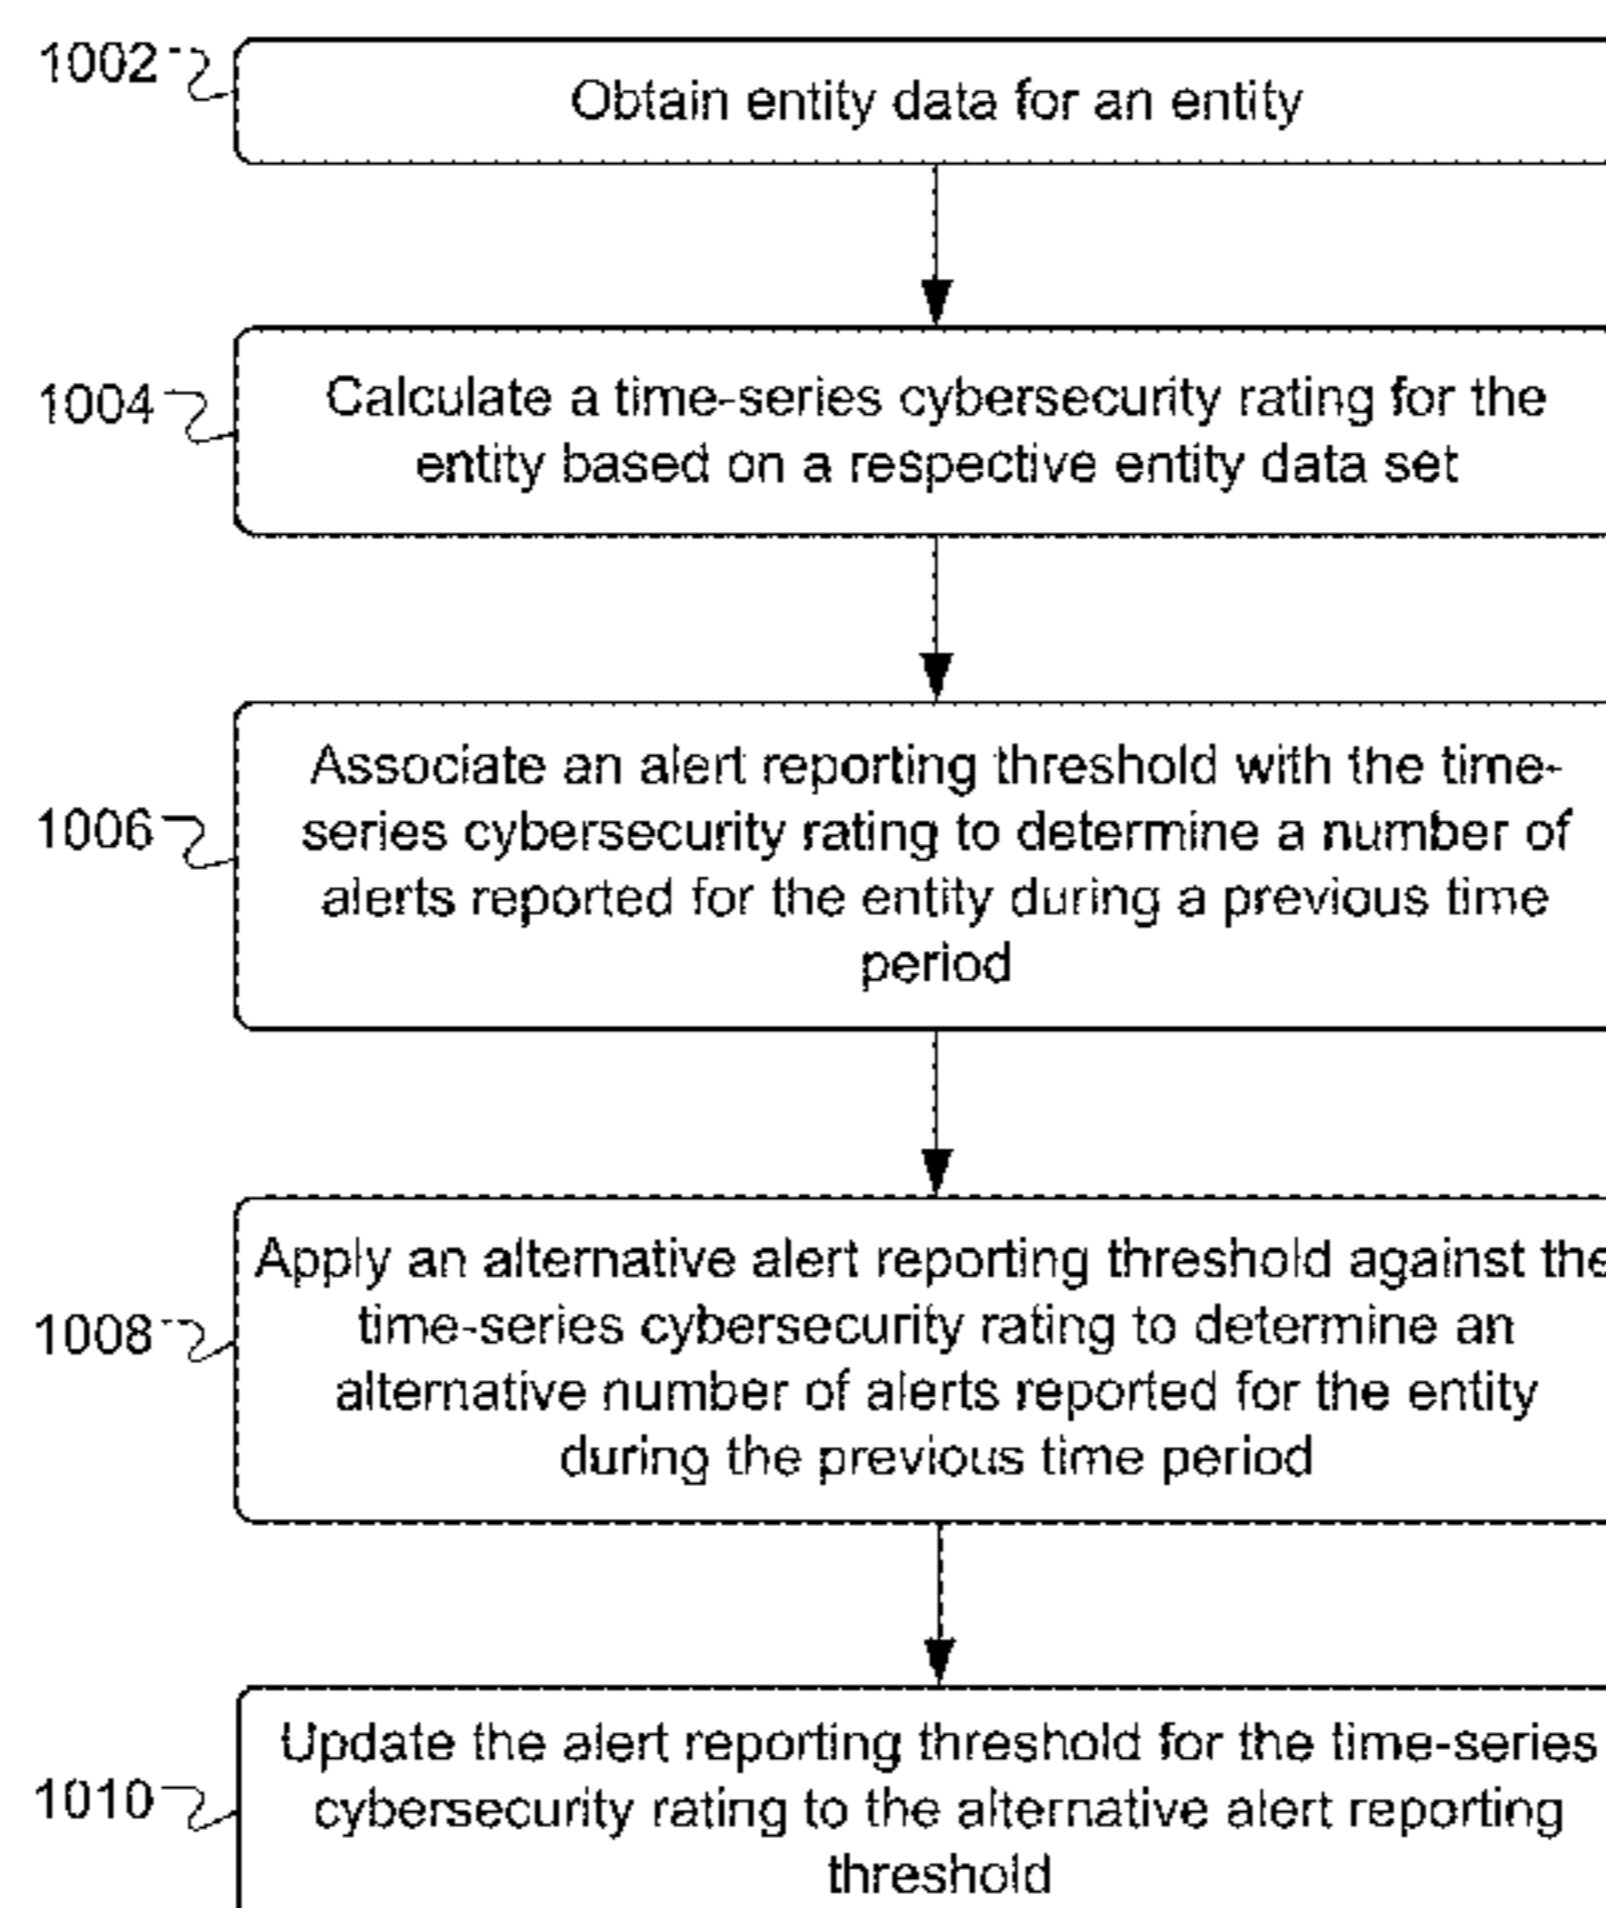 1002
Obtain entity data for an entity
1004
Calculate a time-series cybersecurity rating for the
entity based on a respective entity data set
1006
Associate an alert reporting threshold with the time-
series cybersecurity rating to determine a number of
alerts reported for the entity during a previous time
period
1008
Apply an alternative alert reporting threshold against the
time-series cybersecurity rating to determine an
alternative number of alerts reported for the entity
during the previous time period
1010
Update the alert reporting threshold for the time-series
cybersecurity rating to the alternative alert reporting
threshold